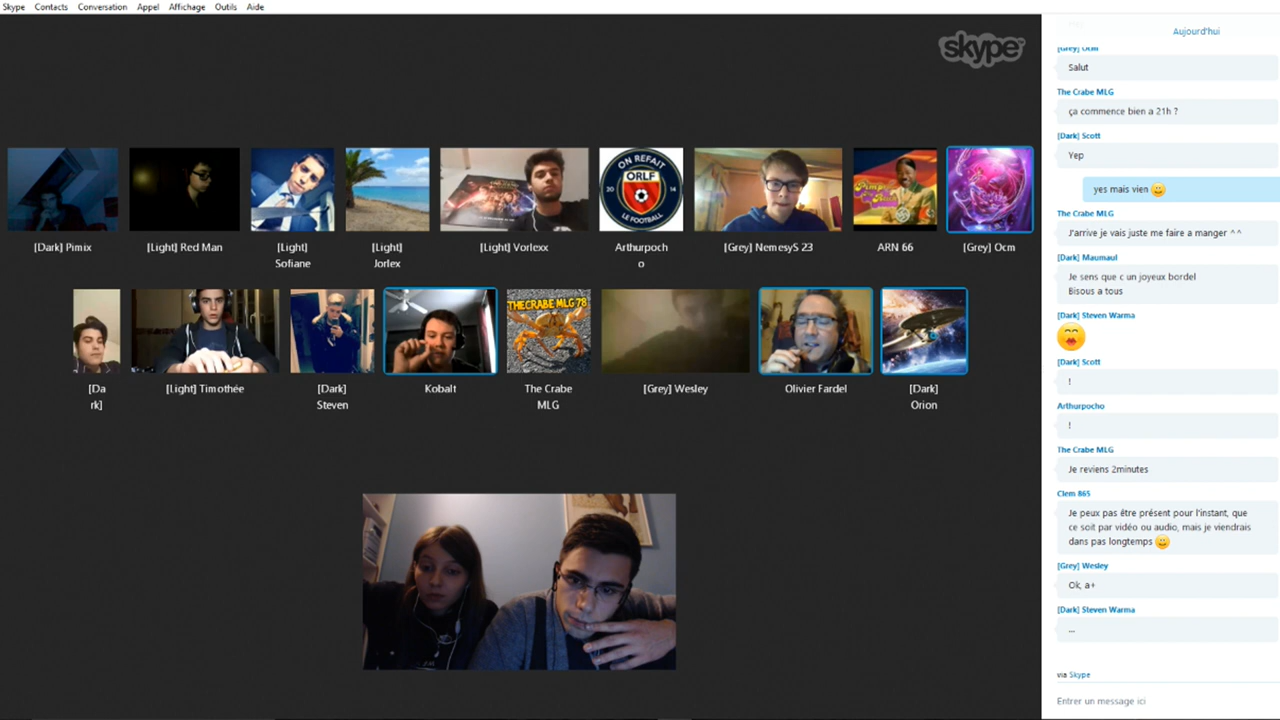 Skype Contacts Conversation Appel Affichage Outils Aide
skype™
ON REFAIT
ORLF
20 14
LE FOOTBALL
[Dark] Pimix
[Light] Red Man
[Light]
Sofiane
[Light]
Jorlex
[Light] Vorlexx
Arthurpoch
o
[Grey] NemesyS 23
ARN 66
[Grey] Ocm
THECRABE MLG 78
[Da
rk]
[Light] Timothée
[Dark]
Steven
Kobalt
The Crabe
MLG
[Grey] Wesley
Olivier Fardel
[Dark]
Orion
Aujourd'hui
[Grey] Ocm
Salut
The Crabe MLG
ça commence bien a 21h ?
[Dark] Scott
Yep
yes mais vien
The Crabe MLG
J'arrive je vais juste me faire a manger ^^
[Dark] Maumaul
Je sens que c un joyeux bordel
Bisous a tous
[Dark] Steven Warma
[Dark] Scott
!
Arthurpocho
!
The Crabe MLG
Je reviens 2minutes
Clem 865
Je peux pas être présent pour l'instant, que
ce soit par vidéo ou audio, mais je viendrais
dans pas longtemps
[Grey] Wesley
Ok, a+
[Dark] Steven Warma
...
via Skype
Entrer un message ici